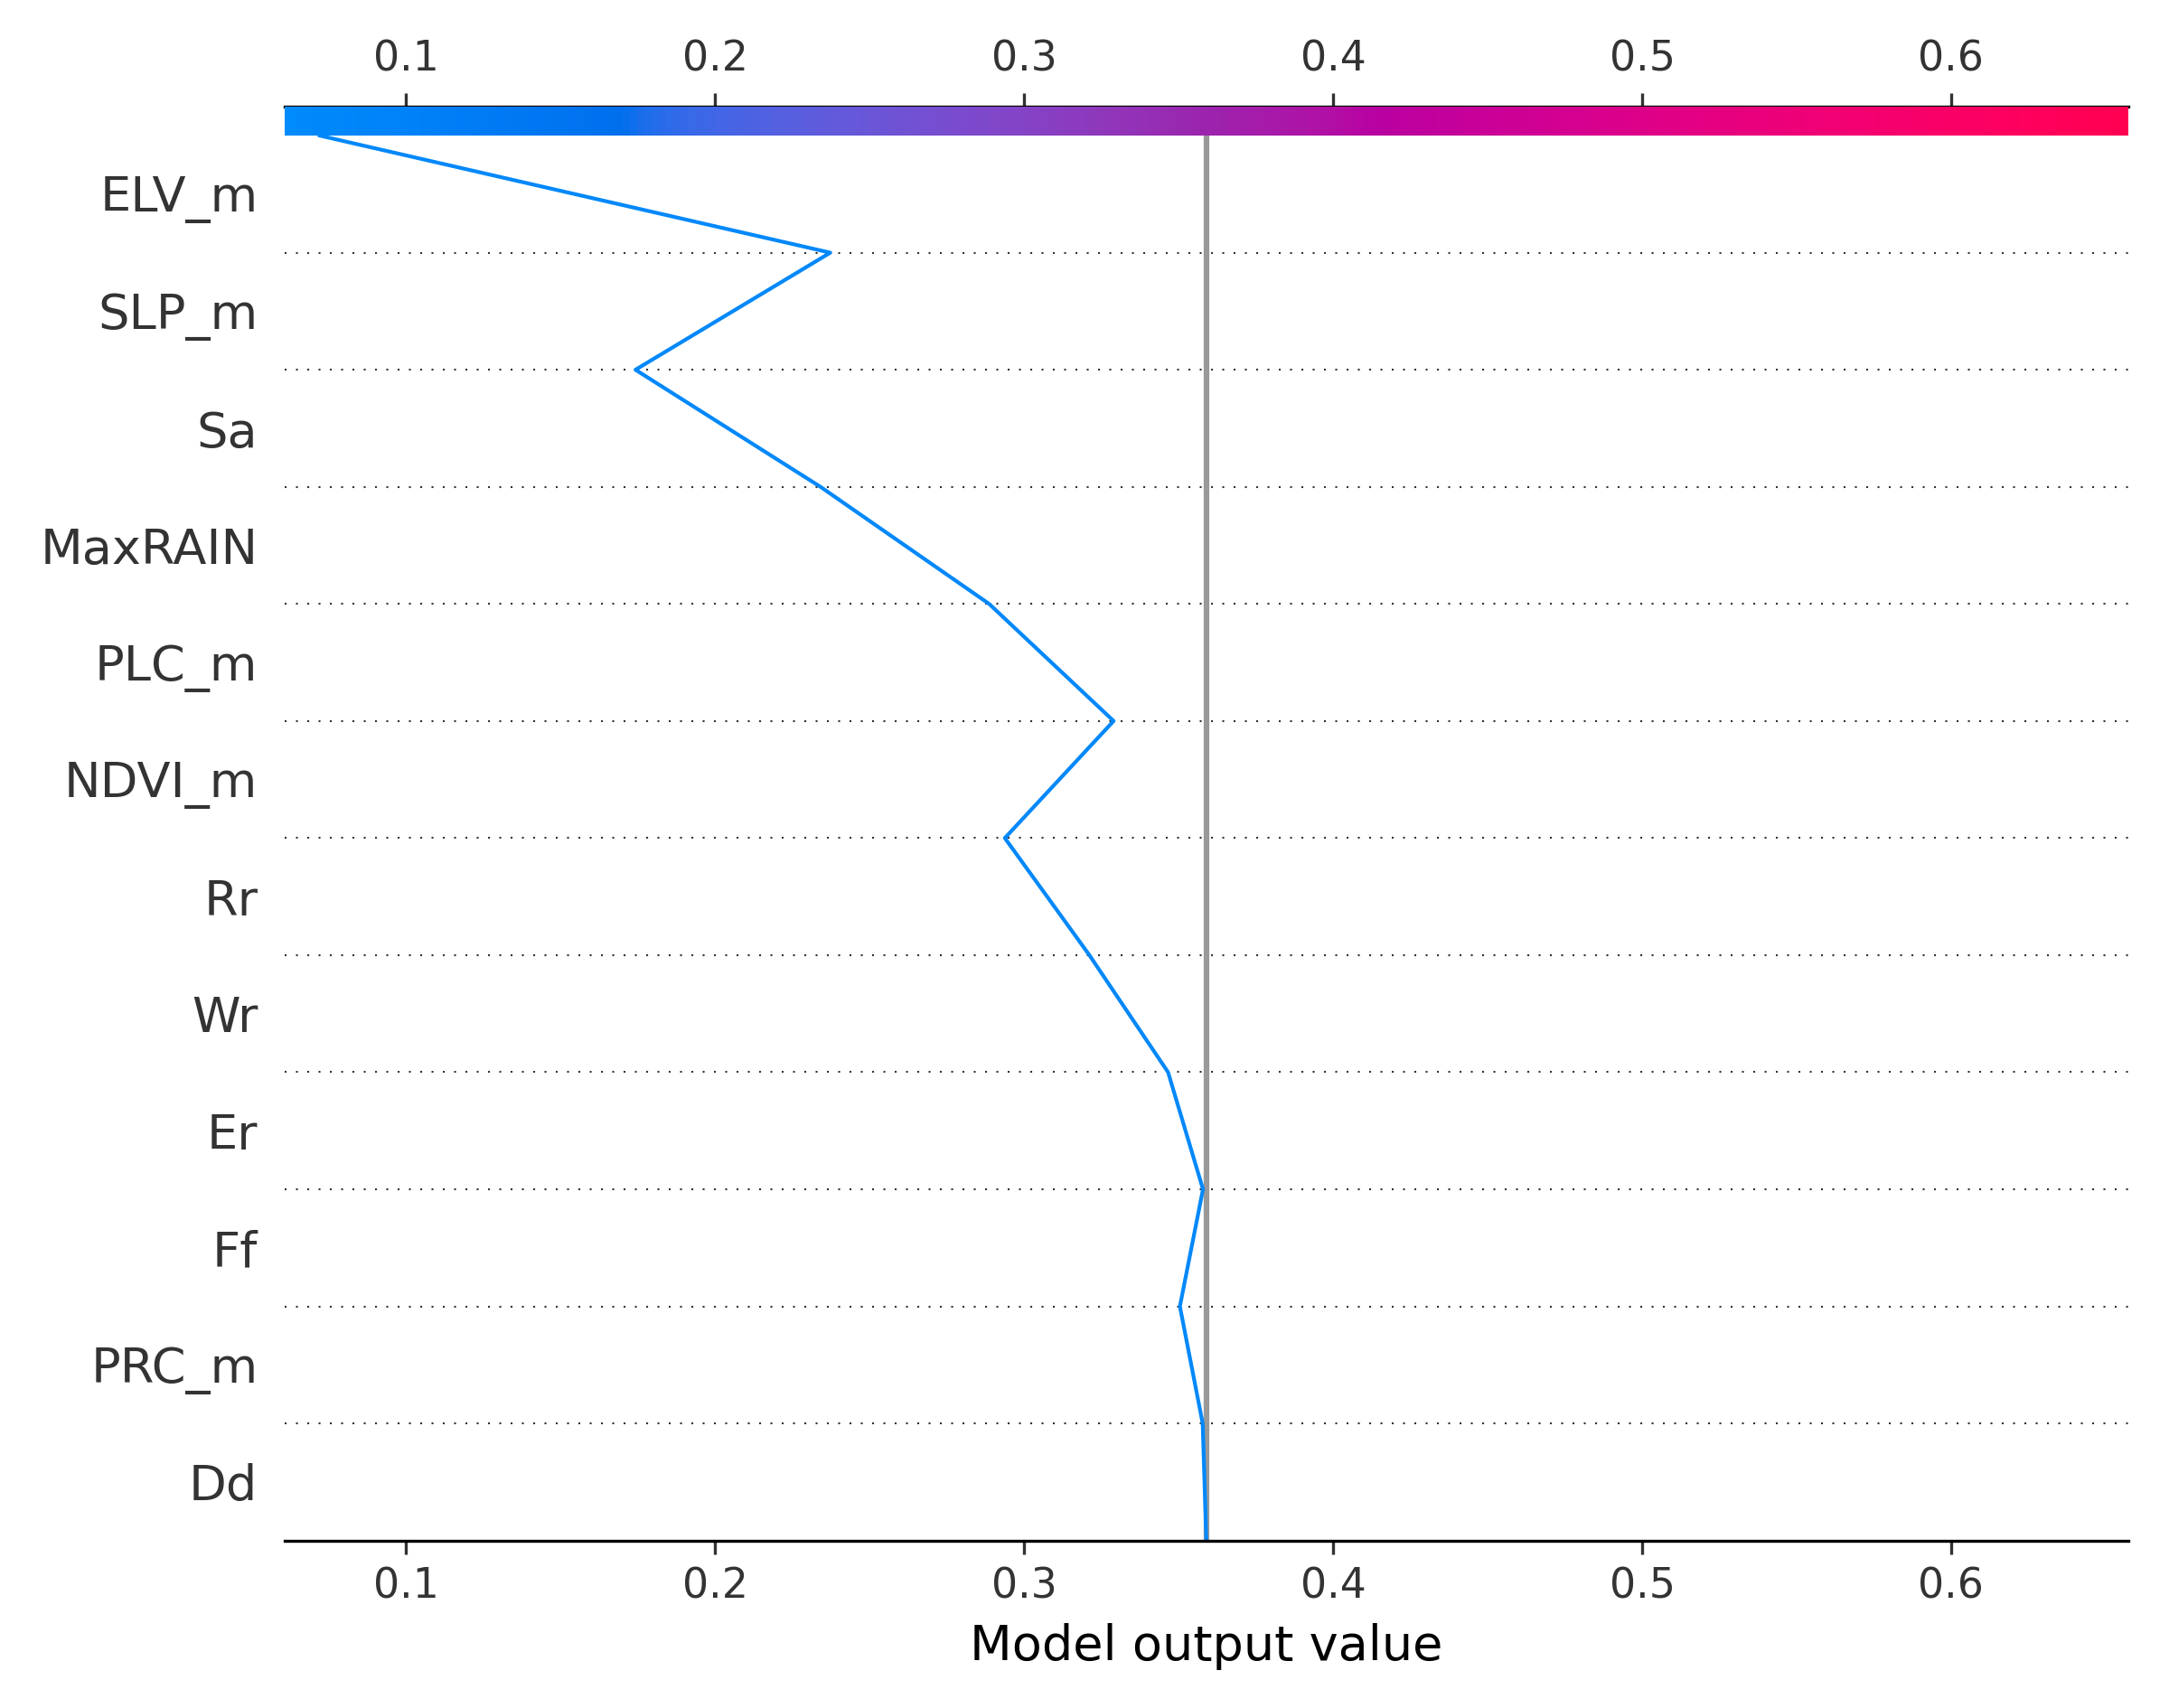 0.1 0.2 0.3 0.4 0.5 0.6
ELV_m
SLP_m
Sa
MaxRAIN
PLC_m
NDVI_m
Rr
Wr
Er
Ff
PRC_m
Dd
0.1 0.2 0.3 0.4 0.5 0.6
Model output value